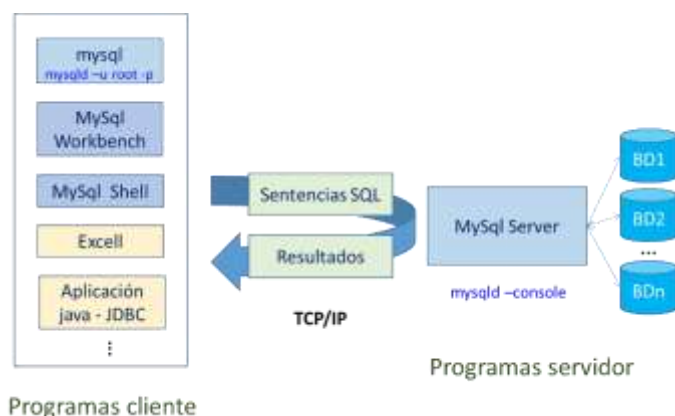 mysql
mysqld –u root -p
MySql
Workbench
MySql Shell
Excell
Aplicación
java - JDBC
⋮
Programas cliente
Sentencias SQL
Resultados
TCP/IP
MySql Server
mysqld –console
Programas servidor
BD1
BD2
...
BDn